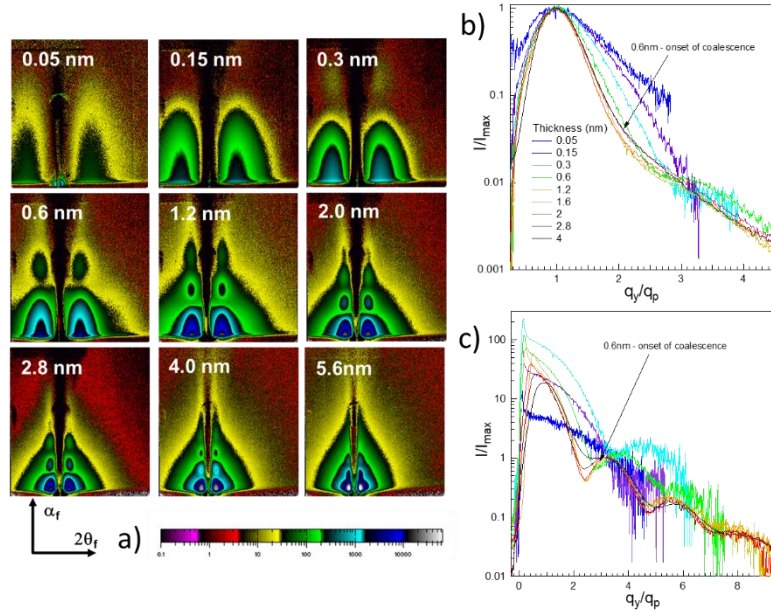 0.05 nm 0.15 nm 0.3 nm
0.6 nm 1.2 nm 2.0 nm
2.8 nm 4.0 nm 5.6nm
αf
2θf
a)
0.1 1 10 100 1000 10000
b)
I/Imax
1
0.1
0.01
0.001
0.6nm - onset of coalescence
Thickness (nm)
0.05
0.15
0.3
0.6
1.2
1.6
2
2.8
4
1 2 3 4
qy/qp
c)
I/Imax
100
10
1
0.1
0.01
0.6nm - onset of coalescence
0 2 4 6 8
qy/qp